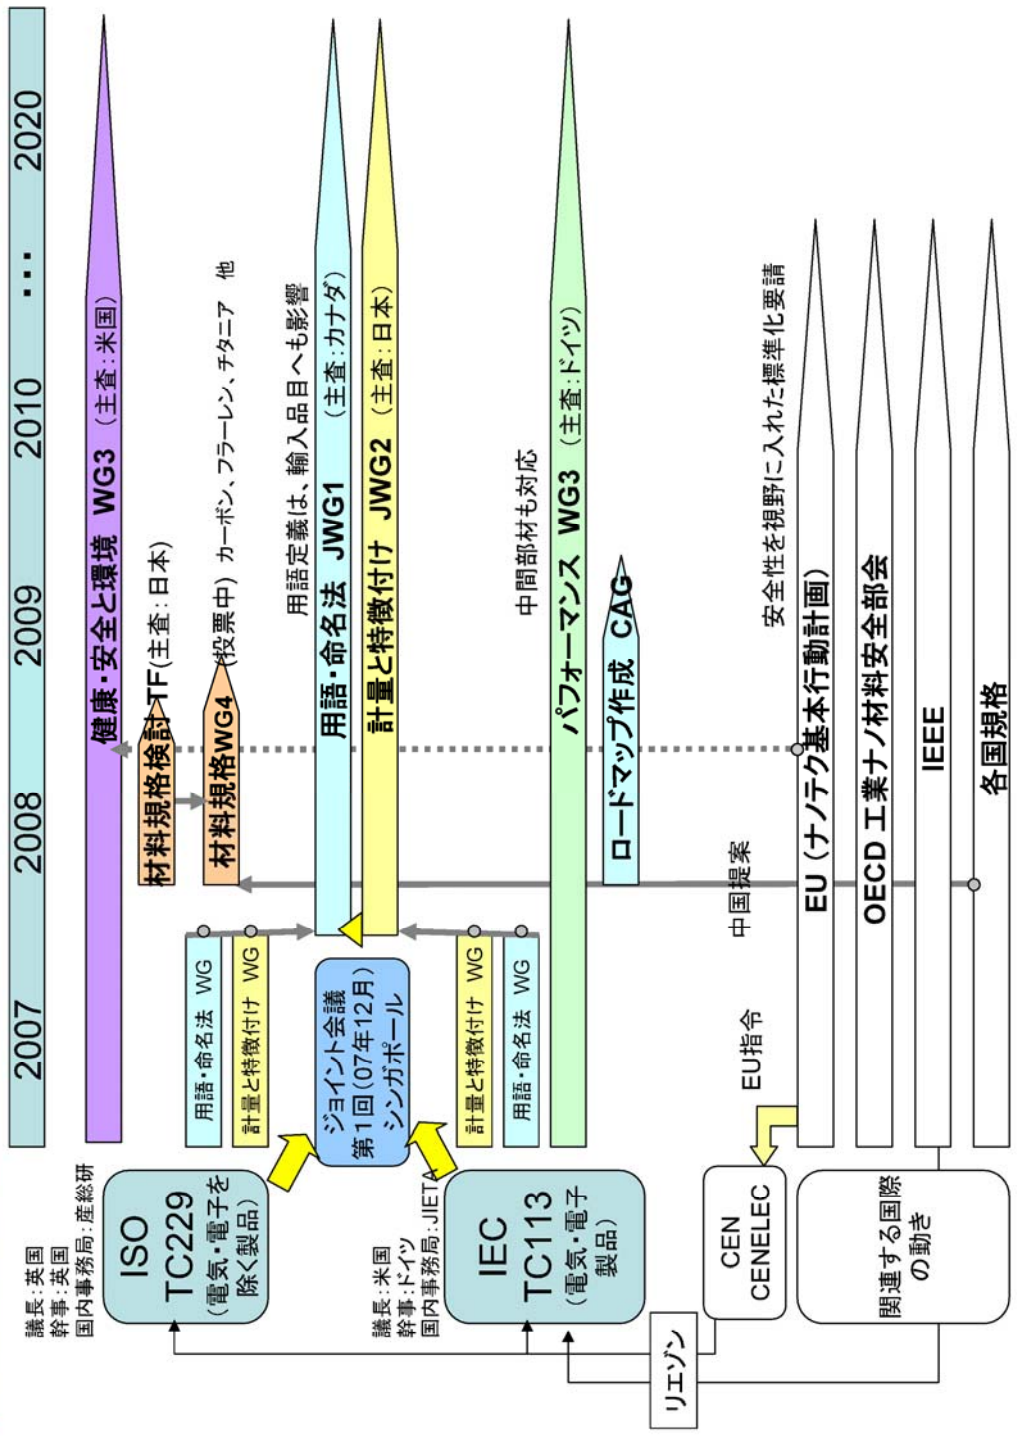 2007
2008
2009
2010
・・・
2020
議長:英国
幹事:英国
国内事務局:産総研
ISO
TC229
(電気・電子を
除く製品)
健康・安全と環境 WG3 (主査:米国)
材料規格検討 TF(主査:日本)
材料規格WG4(投票中) カーボン、フラーレン、チタニア 他
用語・命名法 WG
計量と特徴付け WG
用語定義は、輸入品目へも影響
ジョイント会議
第1回(07年12月)
シンガポール
用語・命名法 JWG1 (主査:カナダ)
計量と特徴付け JWG2 (主査:日本)
議長:米国
幹事:ドイツ
国内事務局:JIETA
IEC
TC113
(電気・電子
製品)
計量と特徴付け WG
用語・命名法 WG
中間部材も対応
パフォーマンス WG3 (主査:ドイツ)
ロードマップ作成 CAG
リエゾン
CEN
CENELEC
EU指令
中国提案
安全性を視野に入れた標準化要請
関連する国際
の動き
EU(ナノテク基本行動計画)
OECD 工業ナノ材料安全部会
IEEE
各国規格